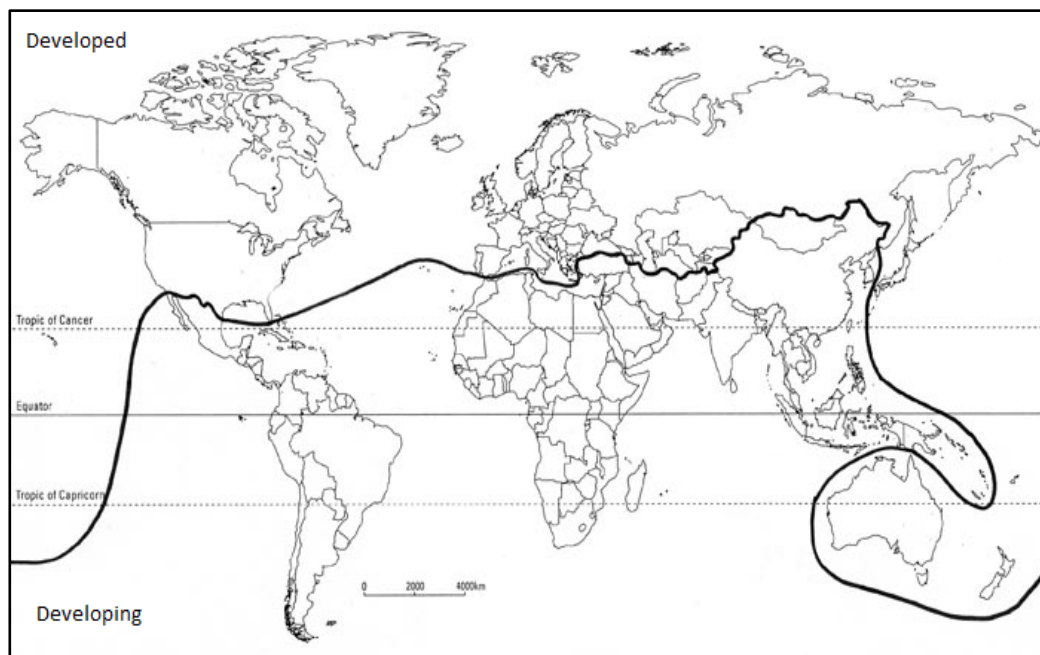 Developed
Tropic of Cancer
Equator
Tropic of Capricorn
0 2000 4000km
Developing